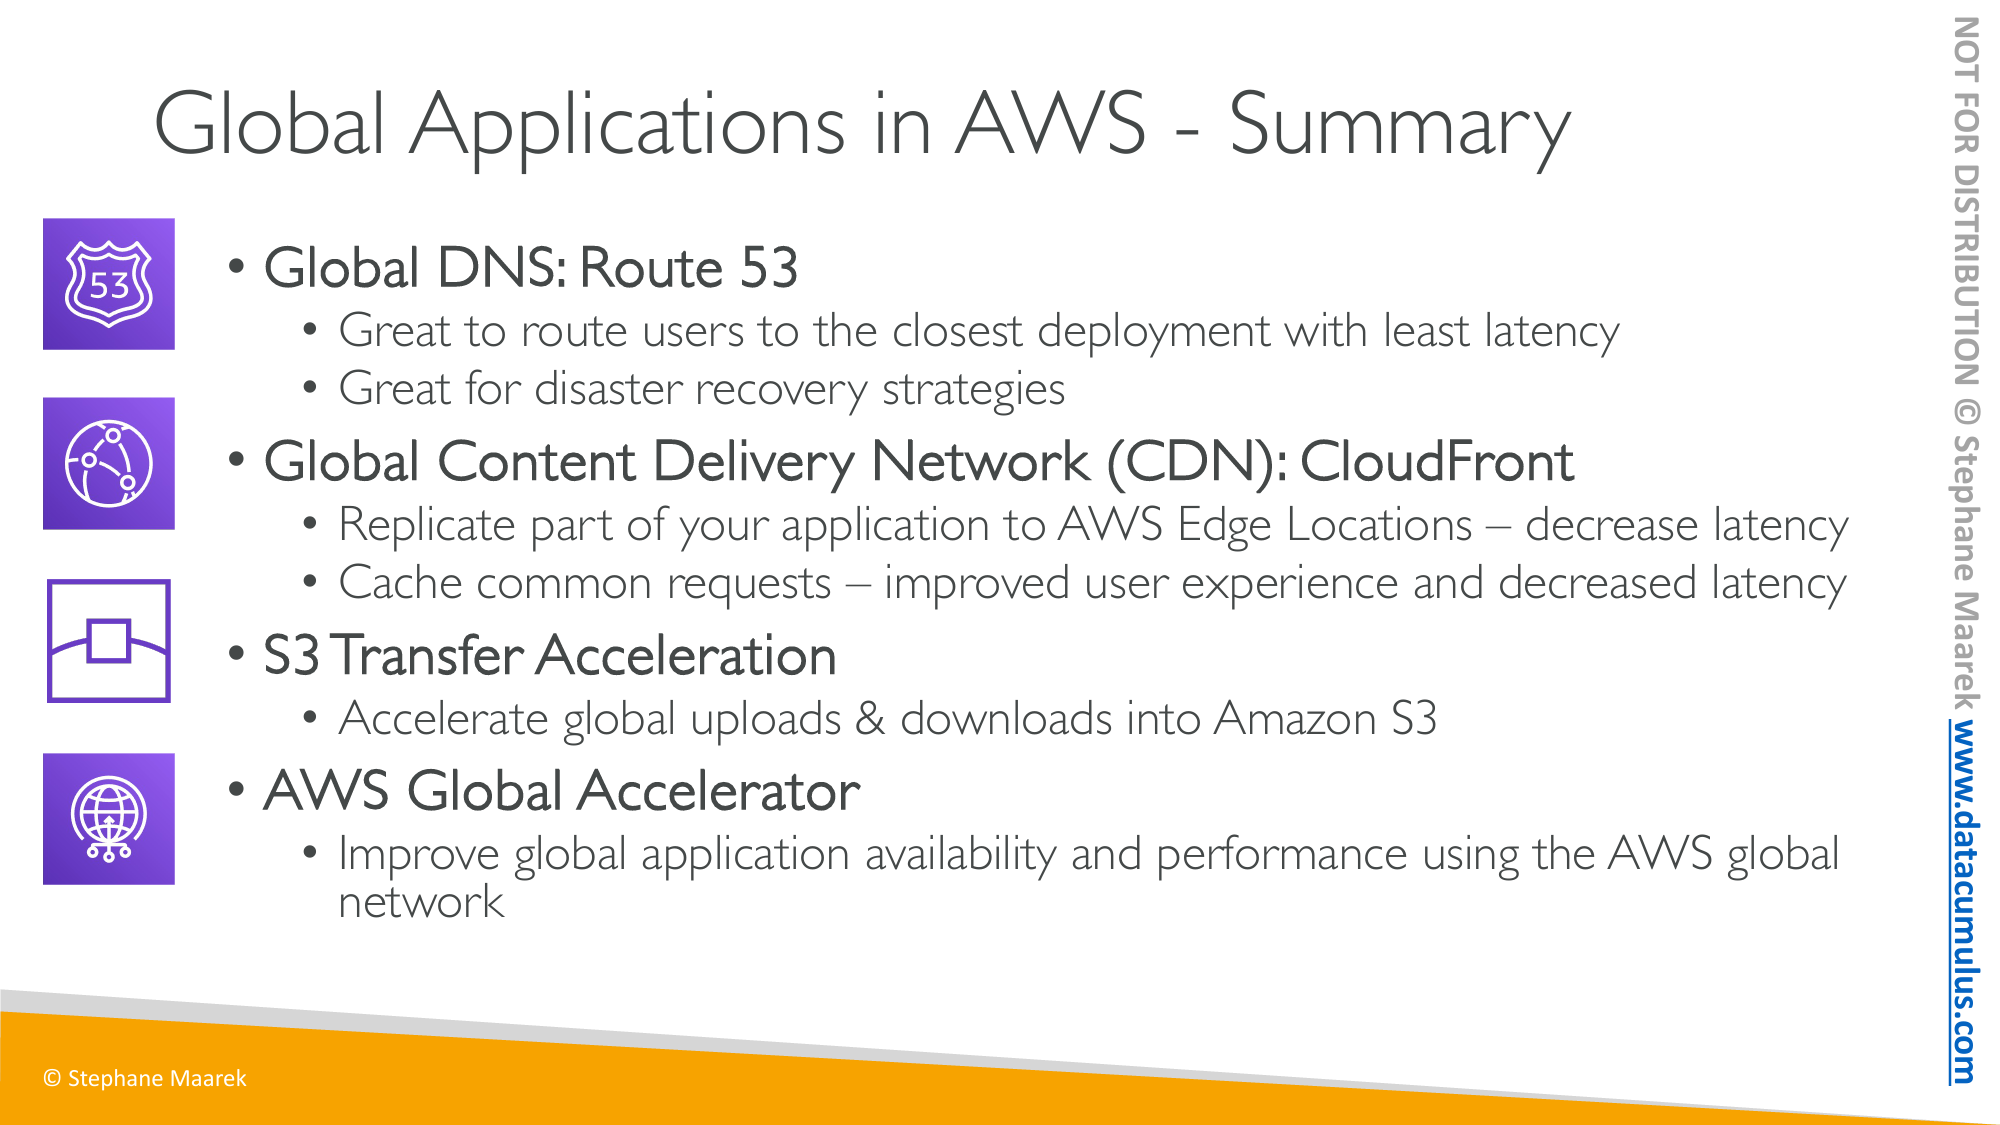 Global Applications in AWS - Summary
53
• Global DNS: Route 53
• Great to route users to the closest deployment with least latency
• Great for disaster recovery strategies
• Global Content Delivery Network (CDN): CloudFront
• Replicate part of your application to AWS Edge Locations – decrease latency
• Cache common requests – improved user experience and decreased latency
• S3 Transfer Acceleration
• Accelerate global uploads & downloads into Amazon S3
• AWS Global Accelerator
• Improve global application availability and performance using the AWS global
network
© Stephane Maarek
NOT FOR DISTRIBUTION © Stephane Maarek www.datacumulus.com